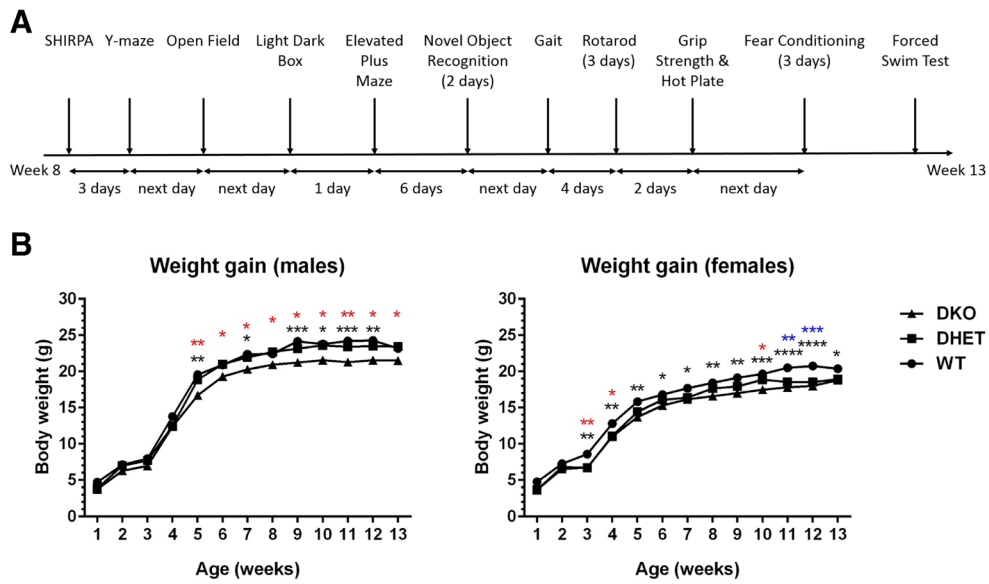 A
SHIRPA Y-maze Open Field Light Dark Elevated Novel Object Gait Rotarod Grip Fear Conditioning Forced
Box Plus Recognition (3 days) Strength & (3 days) Swim Test
Maze (2 days) Hot Plate
Week 8 Week 13
3 days next day next day 1 day 6 days next day 4 days 2 days next day
B
Weight gain (males)
Body weight (g)
30
25
20
15
10
5
0
** * * * * * ** * *
** * *** * *** **
1 2 3 4 5 6 7 8 9 10 11 12 13
Age (weeks)
Weight gain (females)
Body weight (g)
30
25
20
15
10
5
0
** * * ** ***
** ** ** * * ** ** *** **** **** *
1 2 3 4 5 6 7 8 9 10 11 12 13
Age (weeks)
DKO
DHET
WT